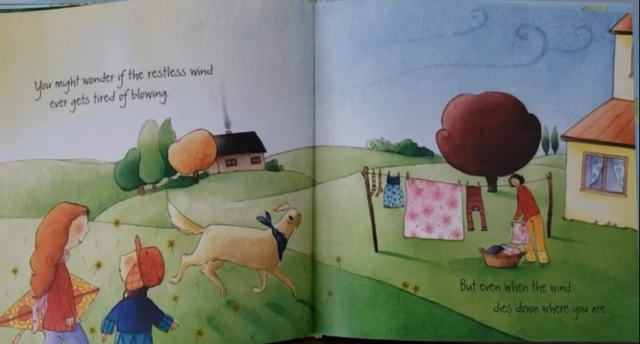 You might wonder if the restless wind
ever gets tired of blowing.
But even when the wind
dies down where you are...